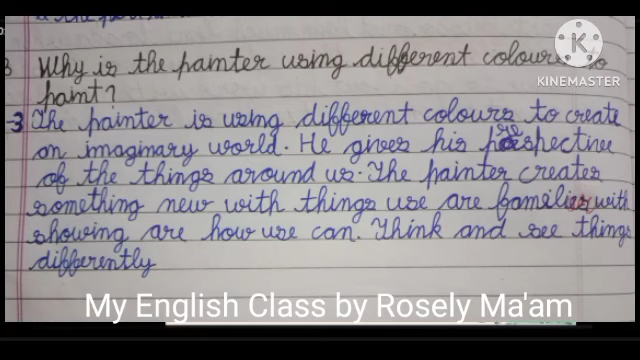 3 Why is the painter using different colours to
paint?
3 The painter is using different colours to create
an imaginary world. He gives his perspective
of the things around us. The painter creates
something new with things use are familier with
showing are how use can. Think and see things
differently
KINEMASTER
My English Class by Rosely Ma'am